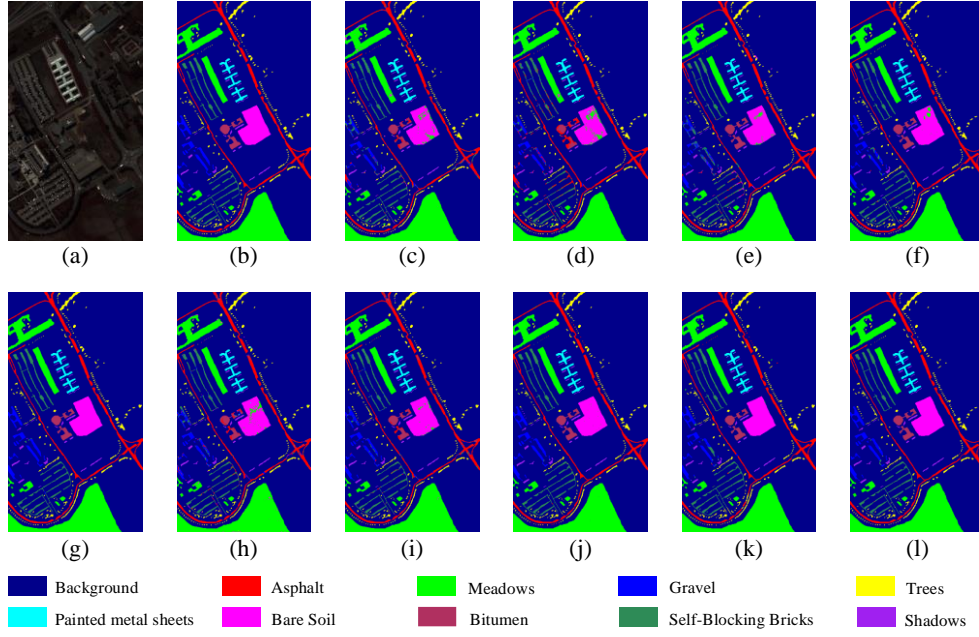 (a) (b) (c) (d) (e) (f)
(g) (h) (i) (j) (k) (l)
Background Asphalt Meadows Gravel Trees
Painted metal sheets Bare Soil Bitumen Self-Blocking Bricks Shadows